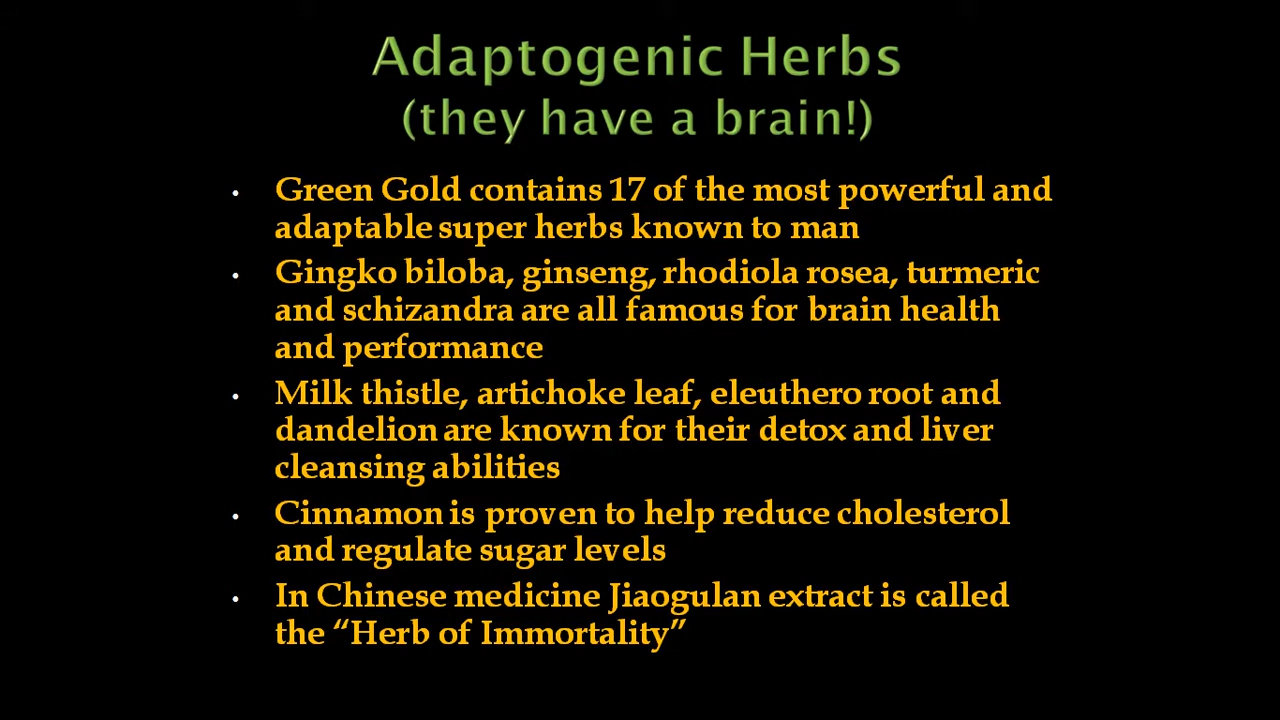 Adaptogenic Herbs
(they have a brain!)
• Green Gold contains 17 of the most powerful and
adaptable super herbs known to man
• Gingko biloba, ginseng, rhodiola rosea, turmeric
and schizandra are all famous for brain health
and performance
• Milk thistle, artichoke leaf, eleuthero root and
dandelion are known for their detox and liver
cleansing abilities
• Cinnamon is proven to help reduce cholesterol
and regulate sugar levels
• In Chinese medicine Jiaogulan extract is called
the “Herb of Immortality”